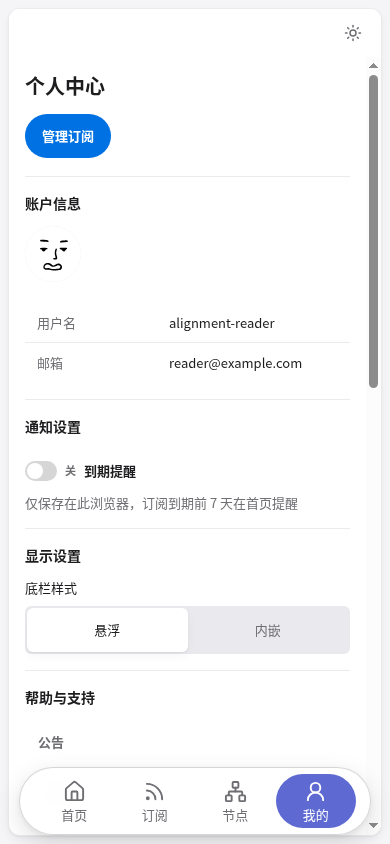 个人中心
管理订阅
账户信息
用户名 alignment-reader
邮箱 reader@example.com
通知设置
关 到期提醒
仅保存在此浏览器，订阅到期前 7 天在首页提醒
显示设置
底栏样式
悬浮 内嵌
帮助与支持
公告
首页 订阅 节点 我的